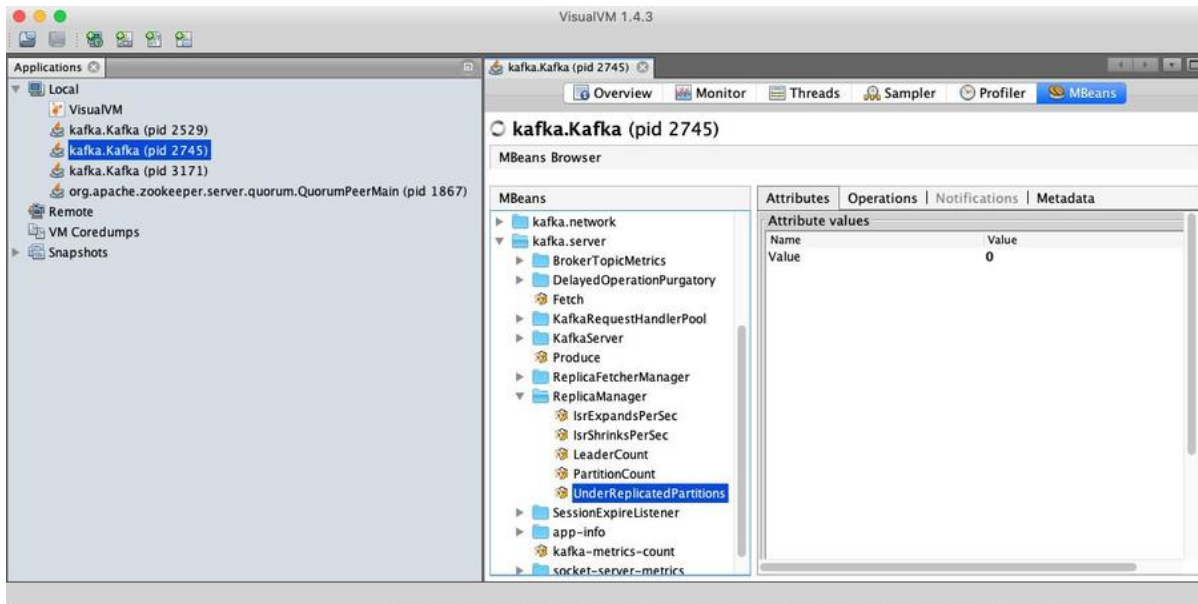 VisualVM 1.4.3
Applications
Local
VisualVM
kafka.Kafka (pid 2529)
kafka.Kafka (pid 2745)
kafka.Kafka (pid 3171)
org.apache.zookeeper.server.quorum.QuorumPeerMain (pid 1867)
Remote
VM Coredumps
Snapshots
kafka.Kafka (pid 2745)
Overview Monitor Threads Sampler Profiler MBeans
kafka.Kafka (pid 2745)
MBeans Browser
MBeans
kafka.network
kafka.server
BrokerTopicMetrics
DelayedOperationPurgatory
Fetch
KafkaRequestHandlerPool
KafkaServer
Produce
ReplicaFetcherManager
ReplicaManager
IsrExpandsPerSec
IsrShrinksPerSec
LeaderCount
PartitionCount
UnderReplicatedPartitions
SessionExpireListener
app-info
kafka-metrics-count
socket-server-metrics
Attributes Operations Notifications Metadata
Attribute values
Name Value
Value 0